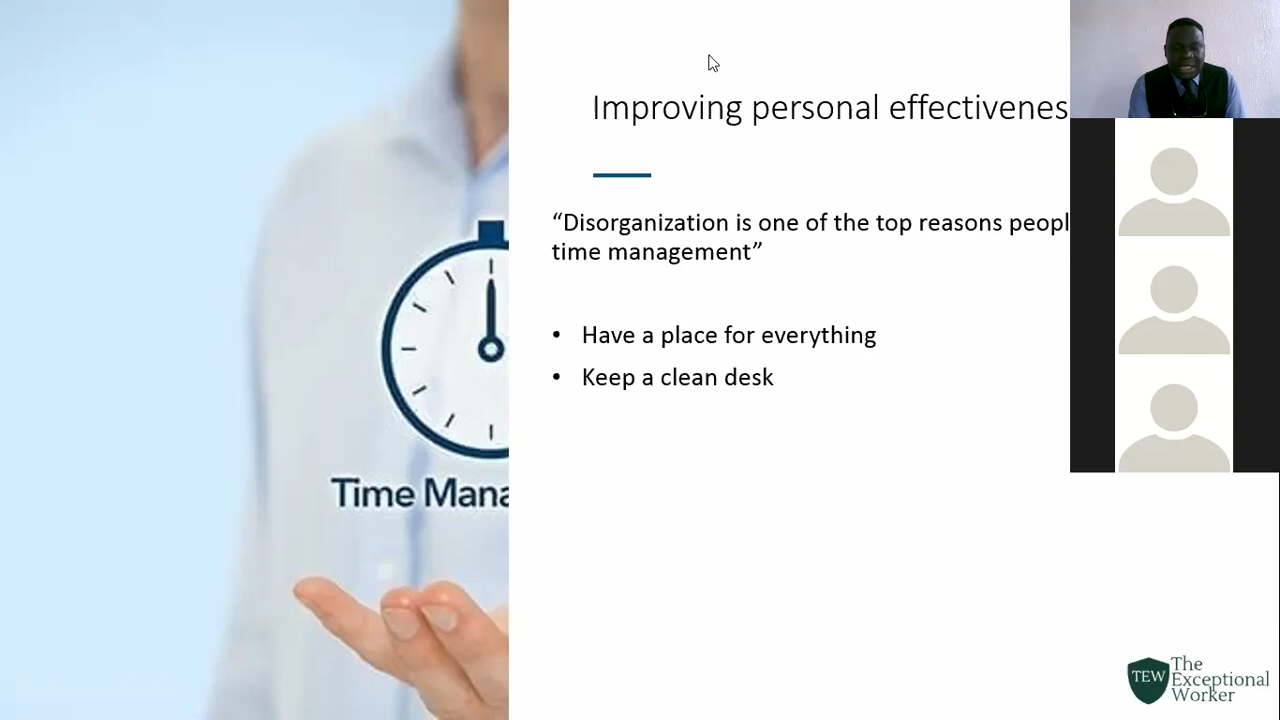 Improving personal effectivenes
“Disorganization is one of the top reasons peopl
time management”
• Have a place for everything
• Keep a clean desk
Time Mana
TEW The
Exceptional
Worker